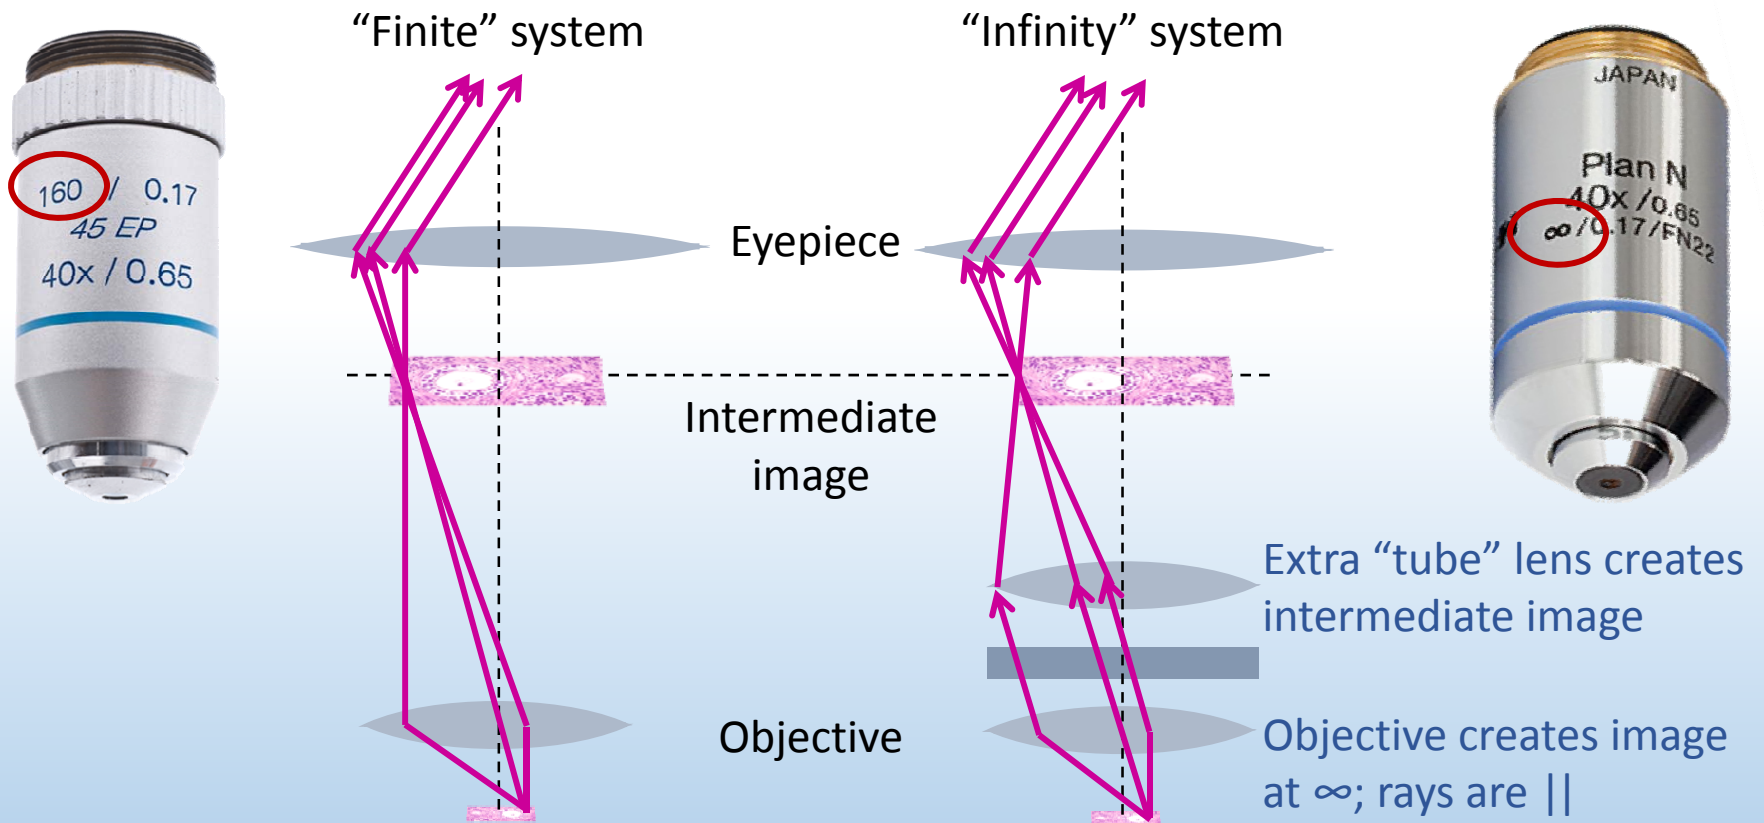 “Finite” system
“Infinity” system
160 / 0.17
45 EP
40x / 0.65
JAPAN
Plan N
40x /0.65
∞/0.17/FN22
Eyepiece
Intermediate
image
Extra “tube” lens creates
intermediate image
Objective
Objective creates image
at ∞; rays are ||